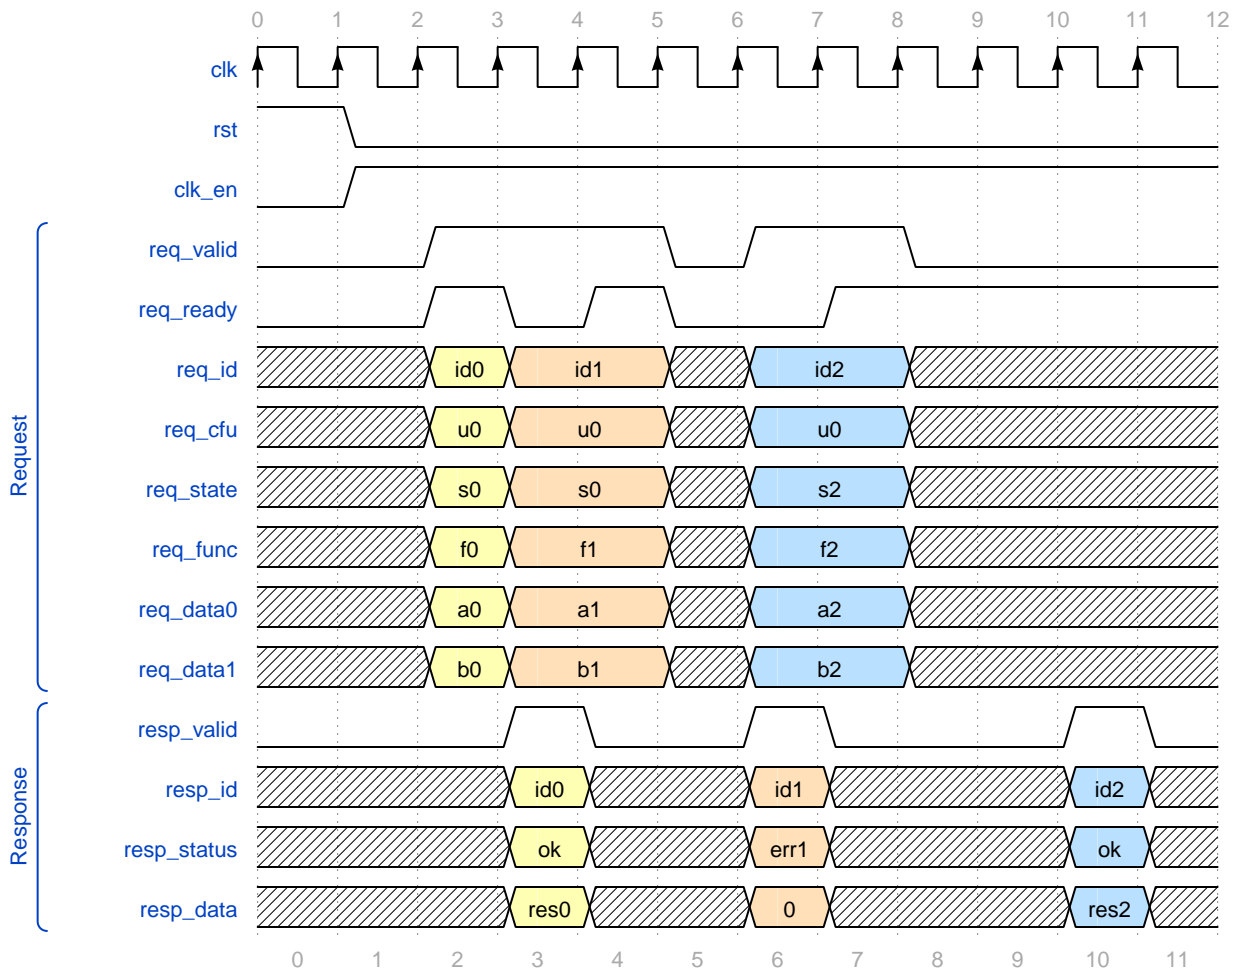 0 1 2 3 4 5 6 7 8 9 10 11 12
clk
rst
clk_en
req_valid
req_ready
Request
req_id id0 id1 id2
req_cfu u0 u0 u0
req_state s0 s0 s2
req_func f0 f1 f2
req_data0 a0 a1 a2
req_data1 b0 b1 b2
resp_valid
Response
resp_id id0 id1 id2
resp_status ok err1 ok
resp_data res0 0 res2
0 1 2 3 4 5 6 7 8 9 10 11